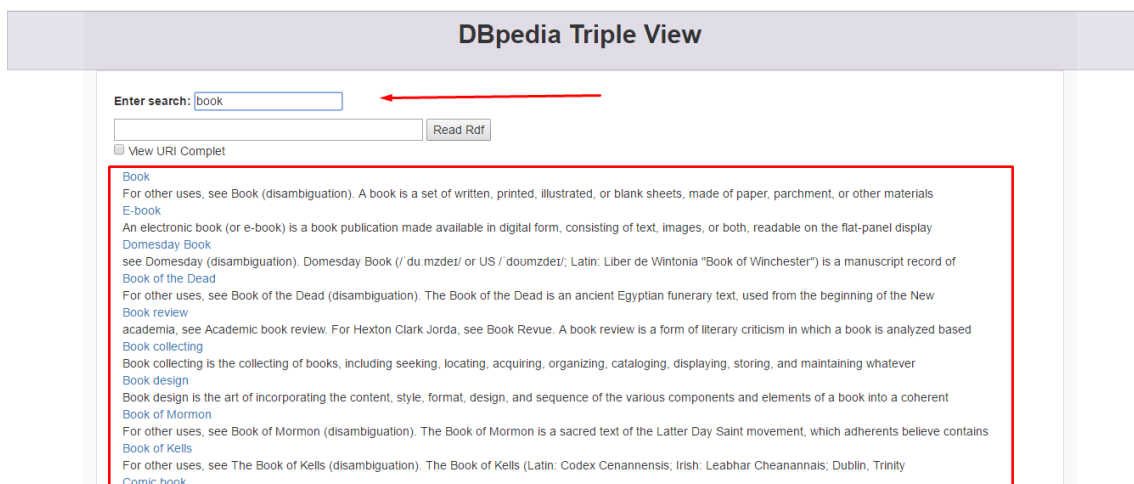 DBpedia Triple View
Enter search: book
Read Rdf
View URI Complet
Book
For other uses, see Book (disambiguation). A book is a set of written, printed, illustrated, or blank sheets, made of paper, parchment, or other materials
E-book
An electronic book (or e-book) is a book publication made available in digital form, consisting of text, images, or both, readable on the flat-panel display
Domesday Book
see Domesday (disambiguation). Domesday Book (/ˈduːmzdeɪ/ or US /ˈdoʊmzdeɪ/; Latin: Liber de Wintonia "Book of Winchester") is a manuscript record of
Book of the Dead
For other uses, see Book of the Dead (disambiguation). The Book of the Dead is an ancient Egyptian funerary text, used from the beginning of the New
Book review
academia, see Academic book review. For Hexton Clark Jorda, see Book Revue. A book review is a form of literary criticism in which a book is analyzed based
Book collecting
Book collecting is the collecting of books, including seeking, locating, acquiring, organizing, cataloging, displaying, storing, and maintaining whatever
Book design
Book design is the art of incorporating the content, style, format, design, and sequence of the various components and elements of a book into a coherent
Book of Mormon
For other uses, see Book of Mormon (disambiguation). The Book of Mormon is a sacred text of the Latter Day Saint movement, which adherents believe contains
Book of Kells
For other uses, see The Book of Kells (disambiguation). The Book of Kells (Latin: Codex Cenannensis; Irish: Leabhar Cheanannais; Dublin, Trinity
Comic book